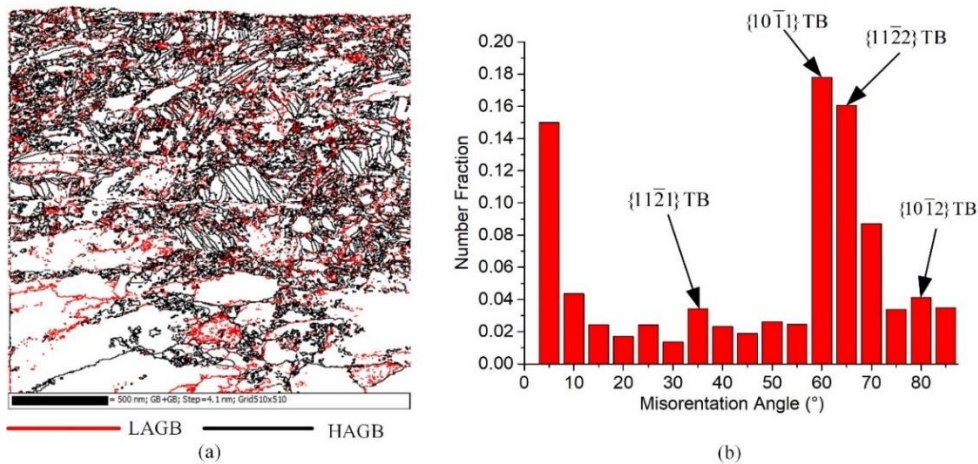 {10 1̄1} TB
{112̄2} TB
{112̄1} TB
{101̄2} TB
0.20
0.18
0.16
0.14
0.12
0.10
0.08
0.06
0.04
0.02
0.00
Number Fraction
0 10 20 30 40 50 60 70 80
Misorentation Angle (°)
= 500 nm; GB+GB; Step=4.1 nm; Grid510x510
LAGB HAGB
(a)
(b)